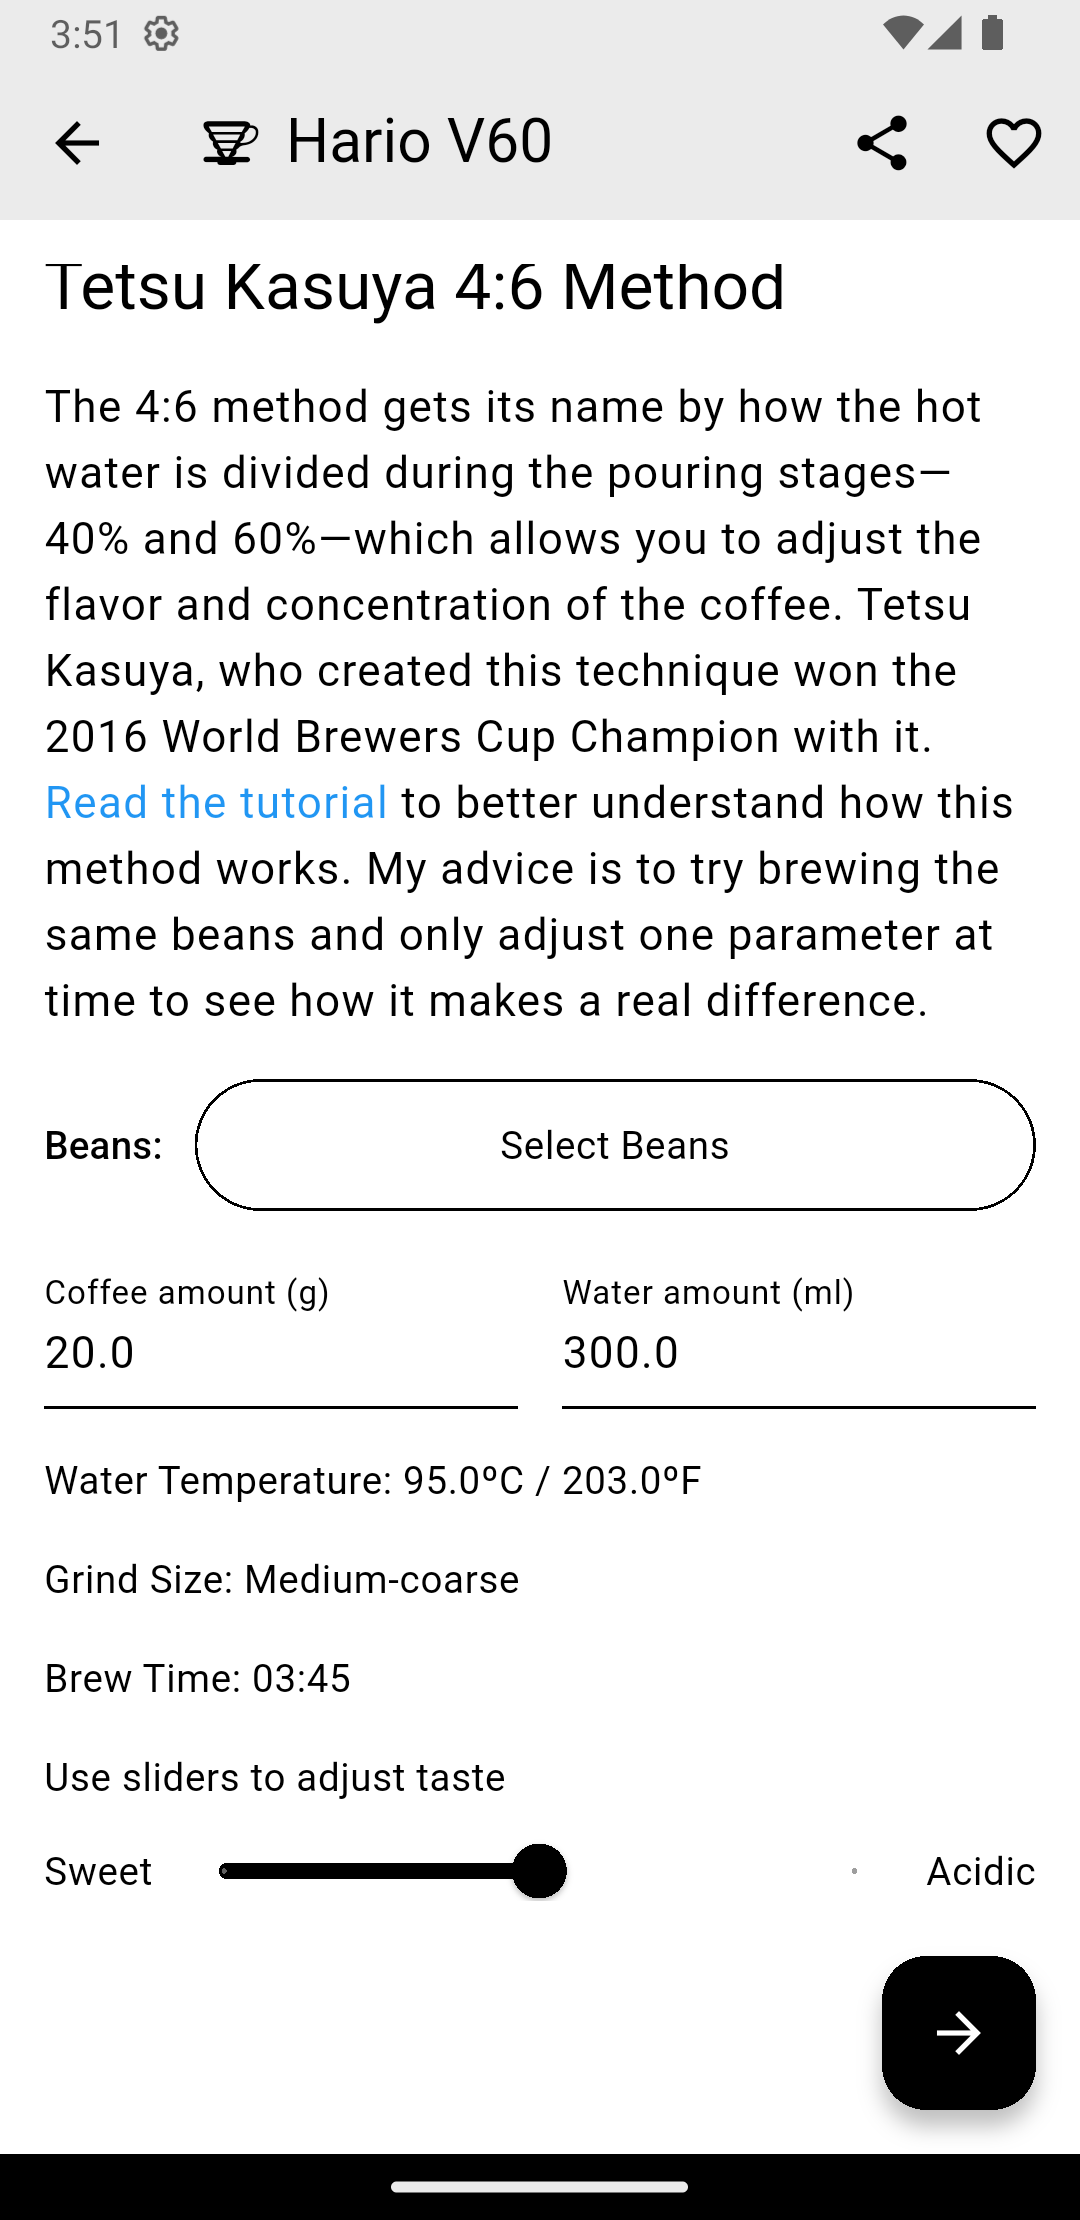 3:51
Hario V60
Tetsu Kasuya 4:6 Method
The 4:6 method gets its name by how the hot
water is divided during the pouring stages—
40% and 60%—which allows you to adjust the
flavor and concentration of the coffee. Tetsu
Kasuya, who created this technique won the
2016 World Brewers Cup Champion with it.
Read the tutorial to better understand how this
method works. My advice is to try brewing the
same beans and only adjust one parameter at
time to see how it makes a real difference.
Beans: Select Beans
Coffee amount (g) Water amount (ml)
20.0 300.0
Water Temperature: 95.0ºC / 203.0ºF
Grind Size: Medium-coarse
Brew Time: 03:45
Use sliders to adjust taste
Sweet Acidic